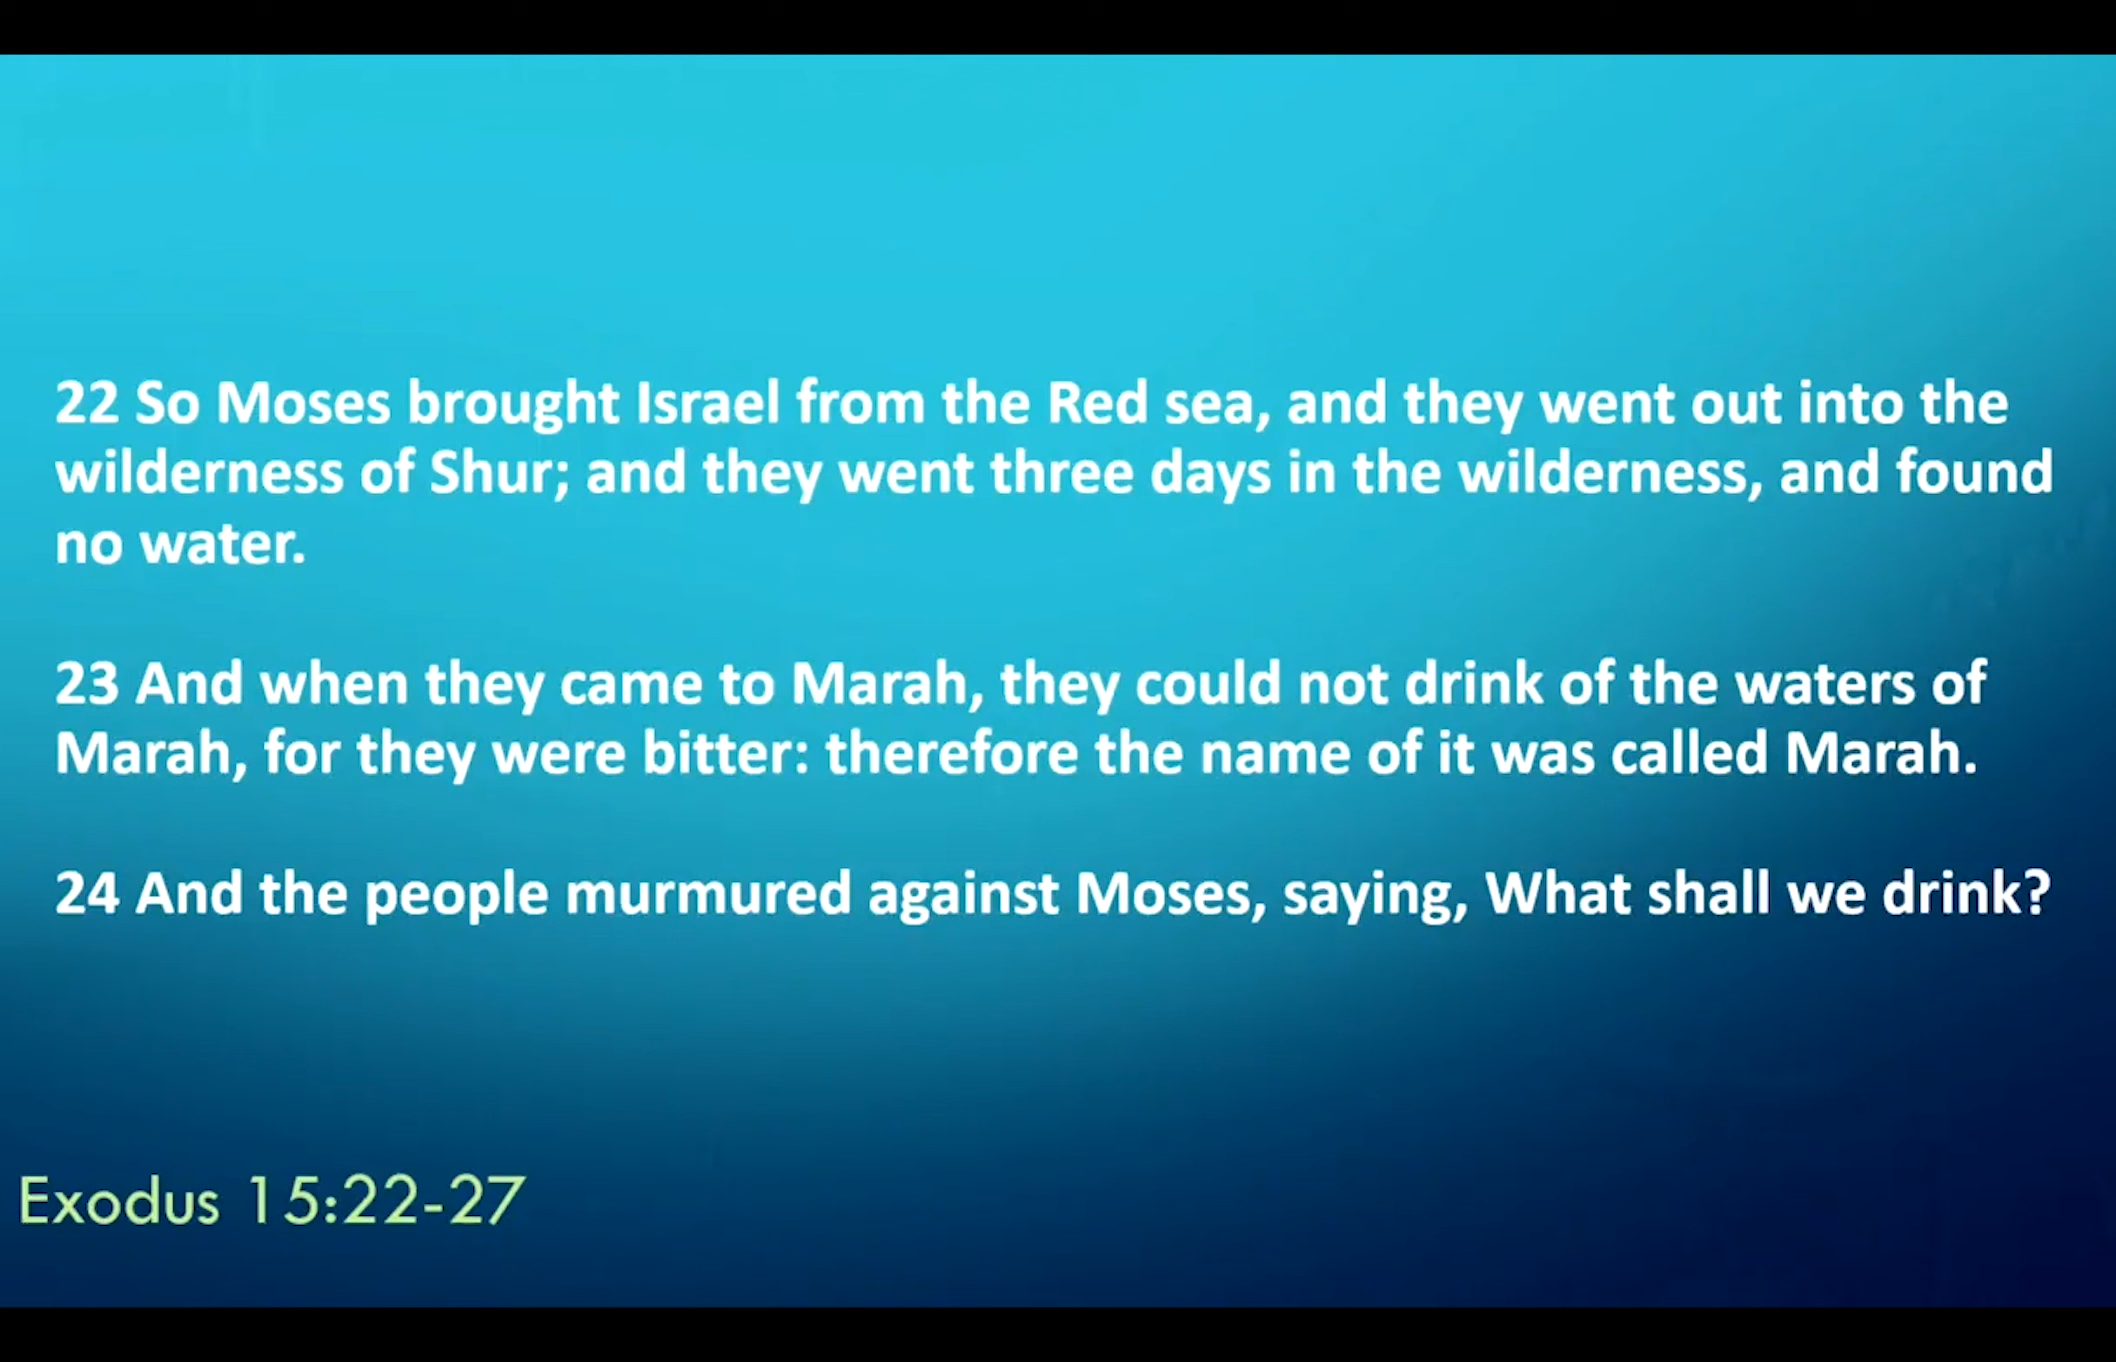 22 So Moses brought Israel from the Red sea, and they went out into the
wilderness of Shur; and they went three days in the wilderness, and found
no water.
23 And when they came to Marah, they could not drink of the waters of
Marah, for they were bitter: therefore the name of it was called Marah.
24 And the people murmured against Moses, saying, What shall we drink?
Exodus 15:22-27